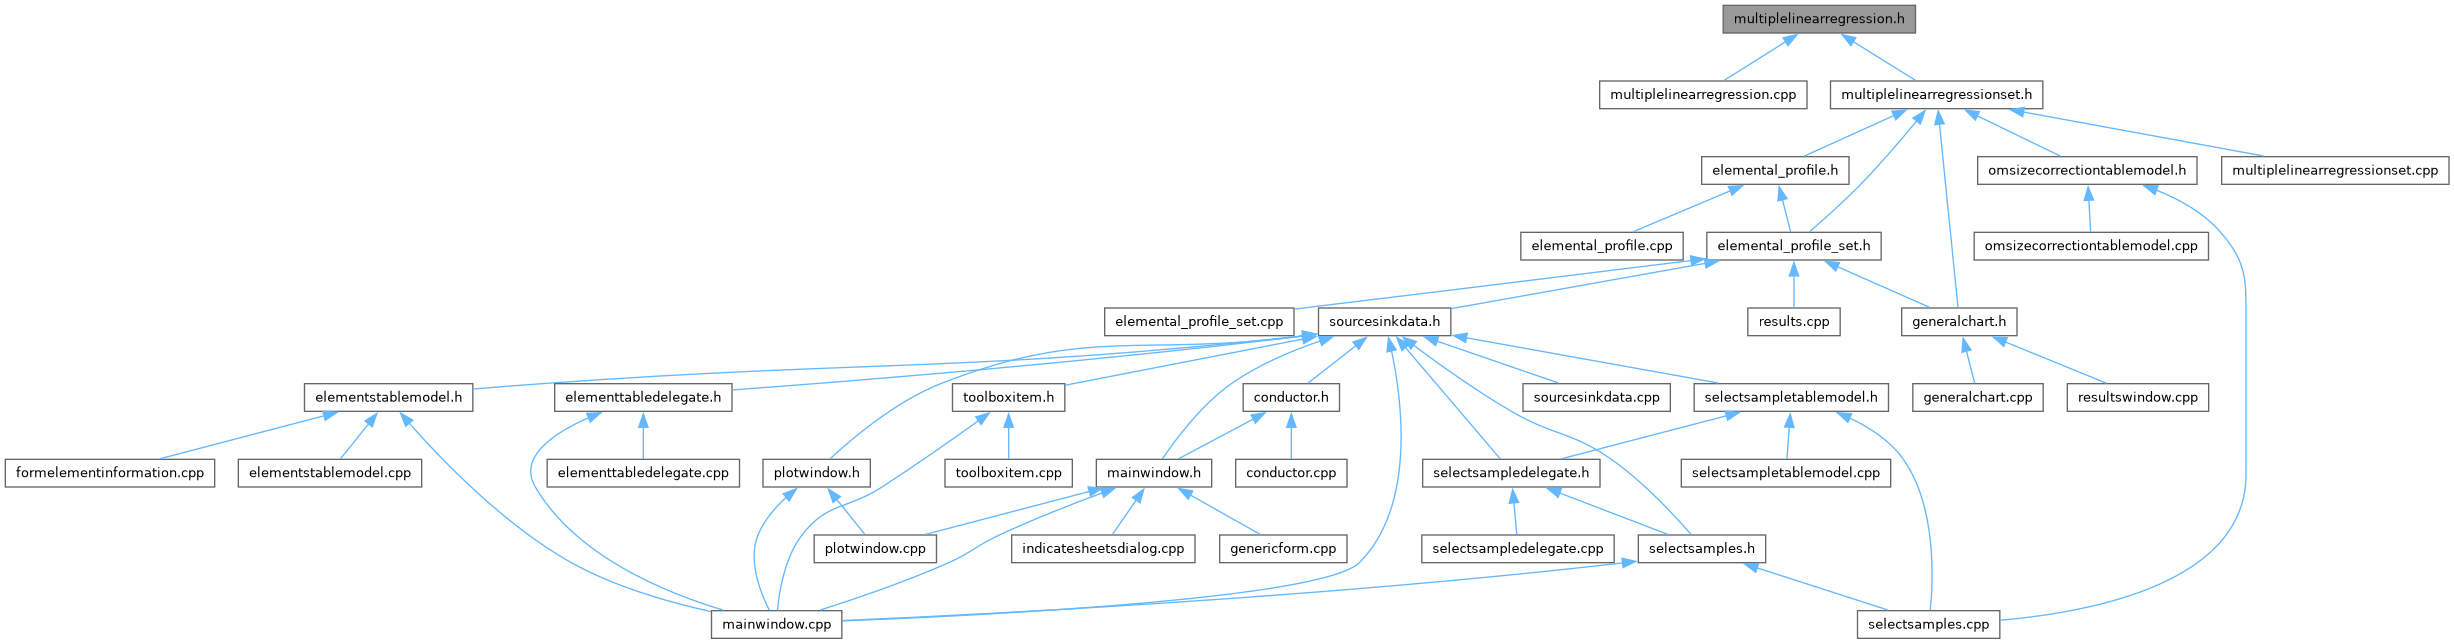 multiplelinearregression.h
multiplelinearregression.cpp
multiplelinearregressionset.h
elemental_profile.h
omsizecorrectiontablemodel.h
multiplelinearregressionset.cpp
elemental_profile.cpp
elemental_profile_set.h
omsizecorrectiontablemodel.cpp
elemental_profile_set.cpp
sourcesinkdata.h
results.cpp
generalchart.h
elementstablemodel.h
elementtabledelegate.h
toolboxitem.h
conductor.h
sourcesinkdata.cpp
selectsampletablemodel.h
generalchart.cpp
resultswindow.cpp
formelementinformation.cpp
elementstablemodel.cpp
elementtabledelegate.cpp
plotwindow.h
toolboxitem.cpp
mainwindow.h
conductor.cpp
selectsampledelegate.h
selectsampletablemodel.cpp
plotwindow.cpp
indicatesheetsdialog.cpp
genericform.cpp
selectsampledelegate.cpp
selectsamples.h
mainwindow.cpp
selectsamples.cpp